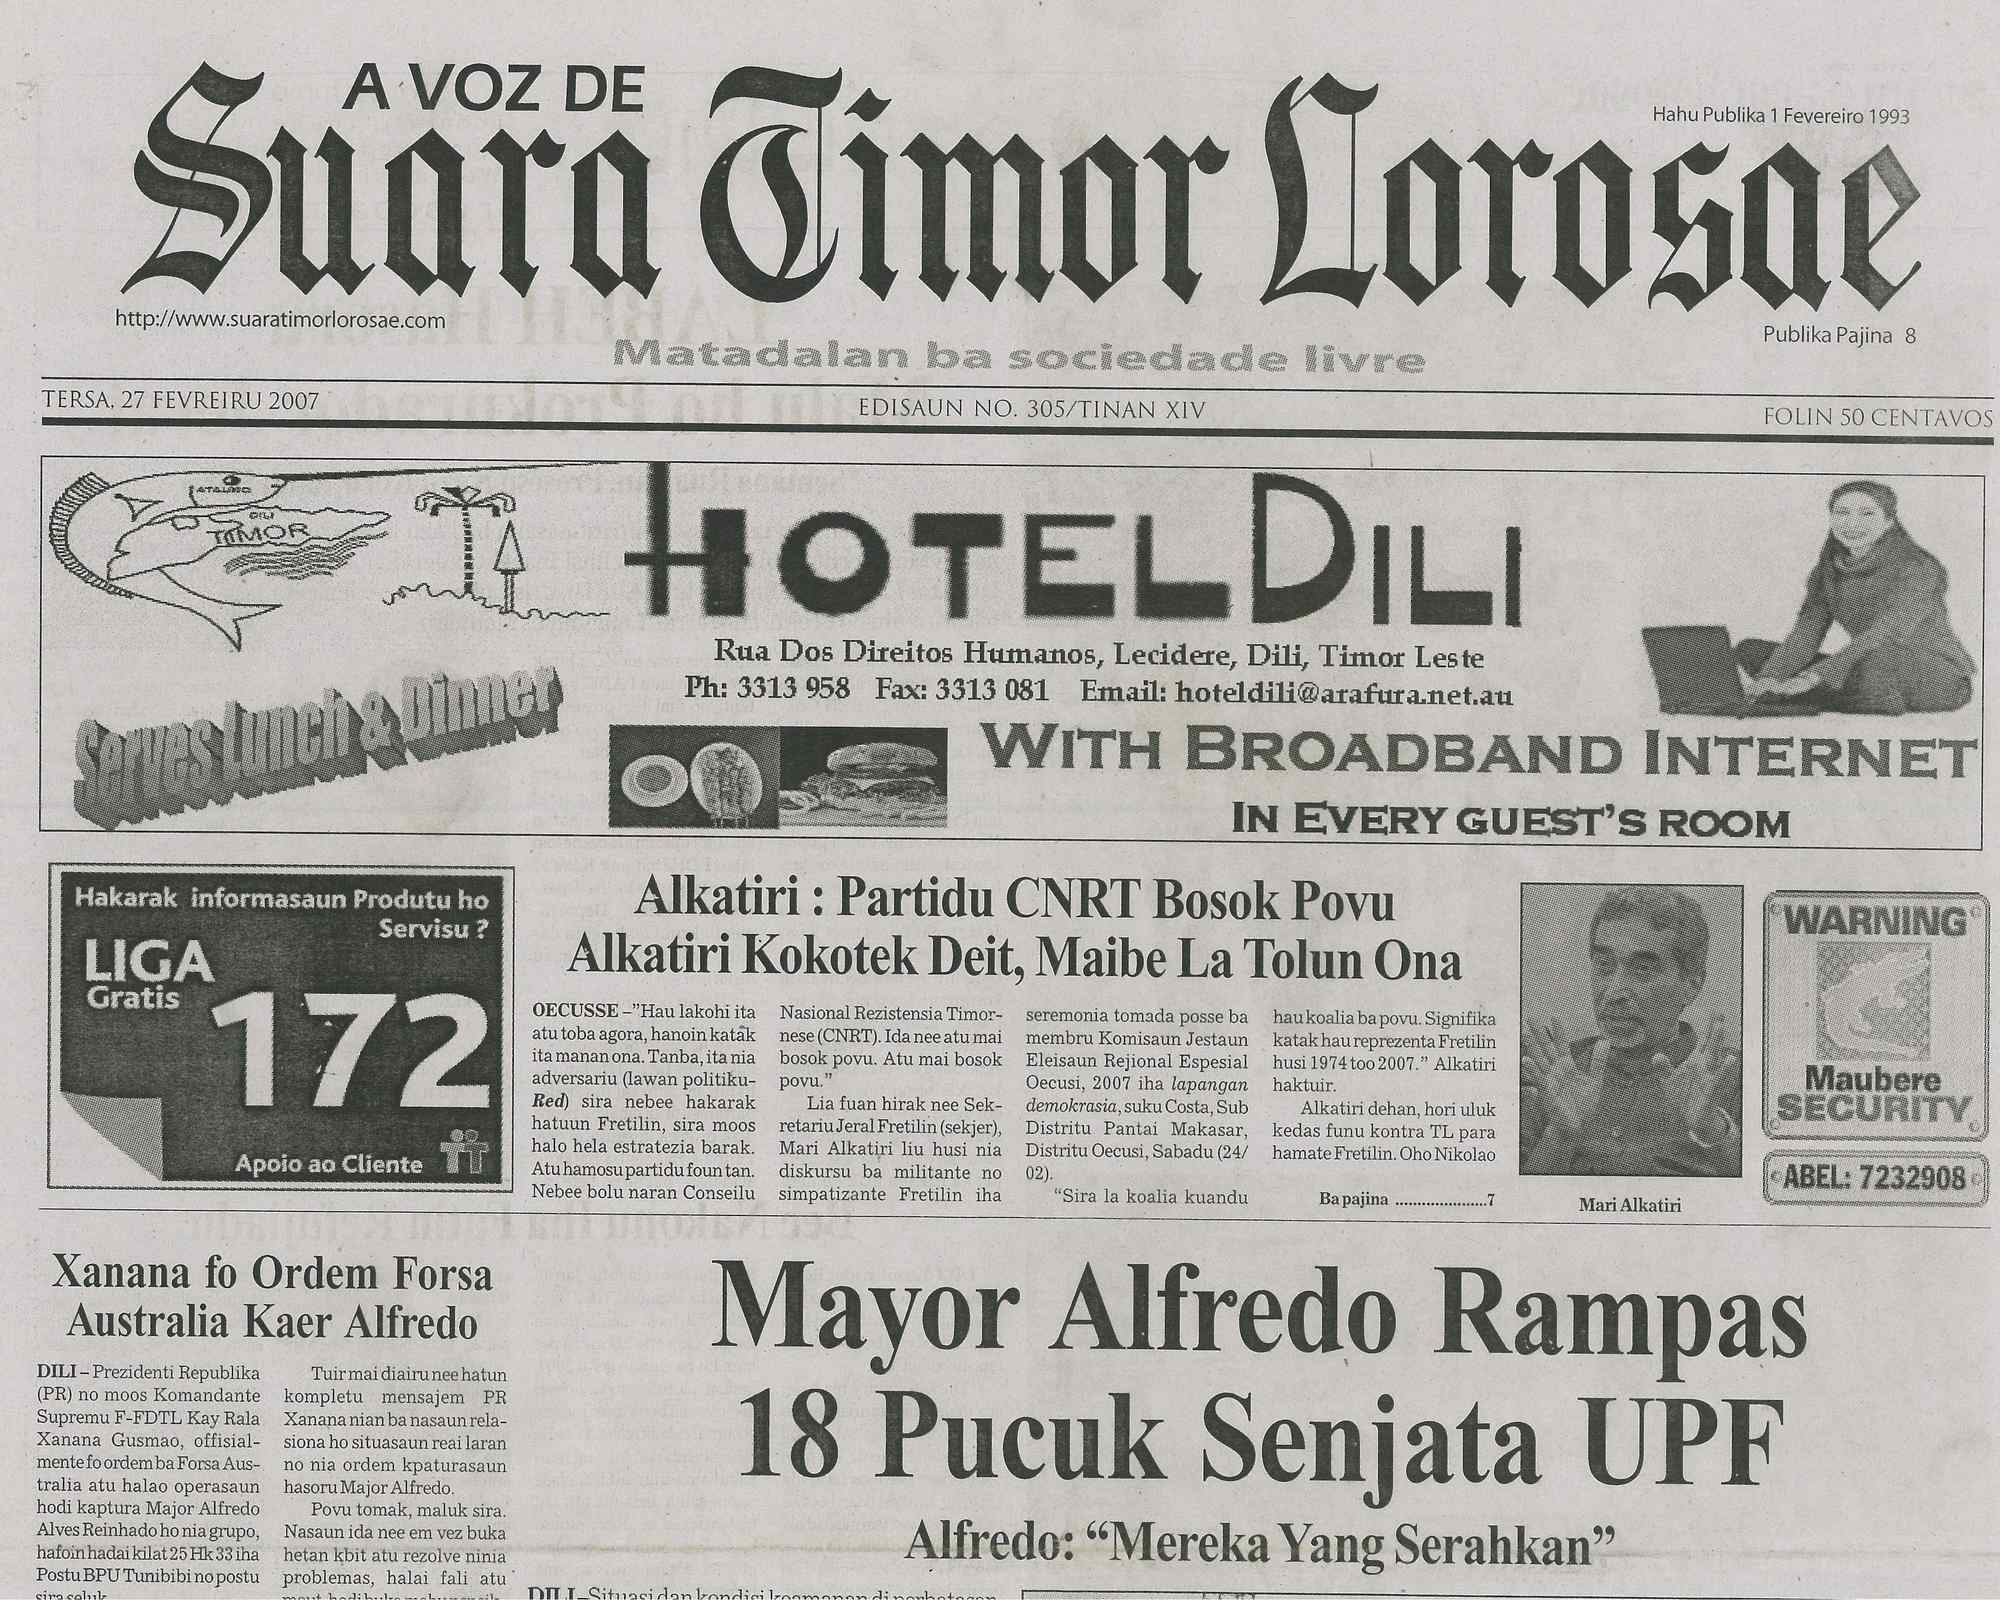 A VOZ DE
Suara Timor Lorosae
Hahu Publika 1 Fevereiro 1993
http://www.suaratimorlorosae.com
Publika Pajina 8
Matadalan ba sociedade livre
TERSA, 27 FEVREIRU 2007
EDISAUN NO. 305/TINAN XIV
FOLIN 50 CENTAVOS
DILI
TIMOR
HOTEL DILI
Rua Dos Direitos Humanos, Lecidere, Dili, Timor Leste
Ph: 3313 958 Fax: 3313 081 Email: hoteldili@arafura.net.au
Serves Lunch & Dinner
WITH BROADBAND INTERNET
IN EVERY GUEST'S ROOM
Hakarak informasaun Produtu ho
Servisu ?
LIGA
Gratis
172
Apoio ao Cliente
Alkatiri : Partidu CNRT Bosok Povu
Alkatiri Kokotek Deit, Maibe La Tolun Ona
OECUSSE –"Hau lakohi ita
atu toba agora, hanoin katak
ita manan ona. Tanba, ita nia
adversariu (lawan politiku-
Red) sira nebee hakarak
hatuun Fretilin, sira moos
halo hela estratezia barak.
Atu hamosu partidu foun tan.
Nebee bolu naran Conseilu
Nasional Rezistensia Timor-
nese (CNRT). Ida nee atu mai
bosok povu. Atu mai bosok
povu."
Lia fuan hirak nee Sek-
retariu Jeral Fretilin (sekjer),
Mari Alkatiri liu husi nia
diskursu ba militante no
simpatizante Fretilin iha
seremonia tomada posse ba
membru Komisaun Jestaun
Eleisaun Rejional Espesial
Oecusi, 2007 iha lapangan
demokrasia, suku Costa, Sub
Distritu Pantai Makasar,
Distritu Oecusi, Sabadu (24/
02).
"Sira la koalia kuandu
hau koalia ba povu. Signifika
katak hau reprezenta Fretilin
husi 1974 too 2007." Alkatiri
haktuir.
Alkatiri dehan, hori uluk
kedas funu kontra TL para
hamate Fretilin. Oho Nikolao
Ba pajina ......................7
Mari Alkatiri
WARNING
Maubere
SECURITY
ABEL: 7232908
Xanana fo Ordem Forsa
Australia Kaer Alfredo
DILI – Prezidenti Republika
(PR) no moos Komandante
Supremu F-FDTL Kay Rala
Xanana Gusmao, offisial-
mente fo ordem ba Forsa Aus-
tralia atu halao operasaun
hodi kaptura Major Alfredo
Alves Reinhado ho nia grupo,
hafoin hadai kilat 25 Hk 33 iha
Postu BPU Tunibibi no postu
sira seluk.
Tuir mai diairu nee hatun
kompletu mensajem PR
Xanana nian ba nasaun rela-
siona ho situasaun reai laran
no nia ordem kpaturasaun
hasoru Major Alfredo.
Povu tomak, maluk sira.
Nasaun ida nee em vez buka
hetan kbit atu rezolve ninia
problemas, halai fali atu
Mayor Alfredo Rampas
18 Pucuk Senjata UPF
Alfredo: "Mereka Yang Serahkan"
DILI–Situasi dan kondisi keamanan di perbatasan